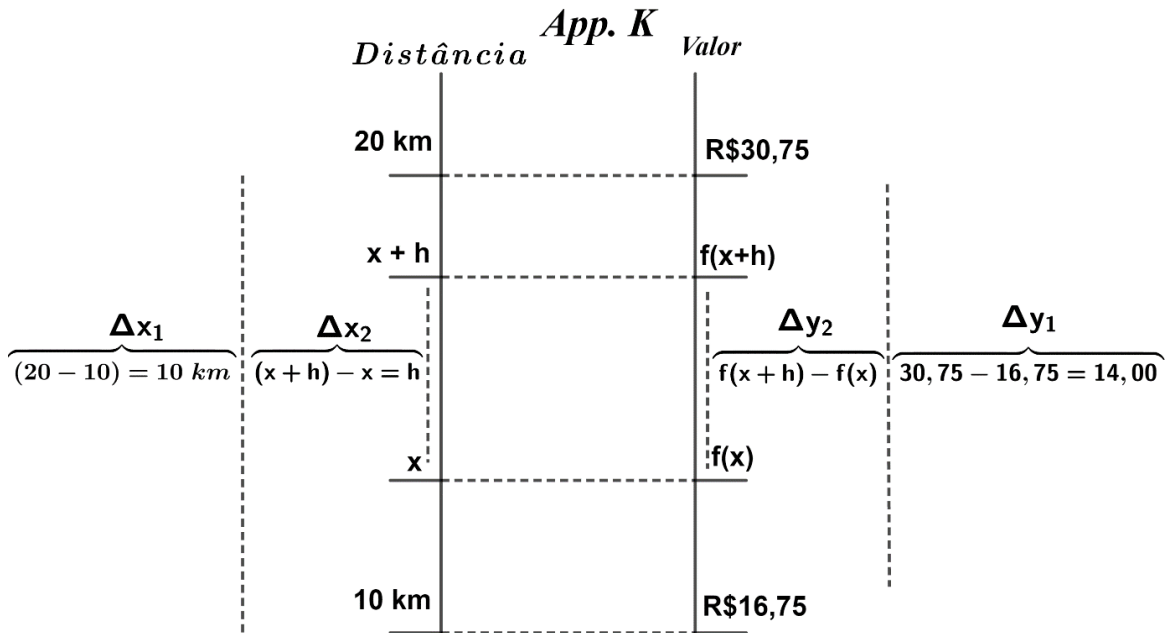 App. K
Distância Valor
20 km R$30,75
x + h f(x+h)
Δx₁ Δx₂ Δy₂ Δy₁
(20 − 10) = 10 km (x + h) − x = h f(x + h) − f(x) 30, 75 − 16, 75 = 14, 00
x f(x)
10 km R$16,75